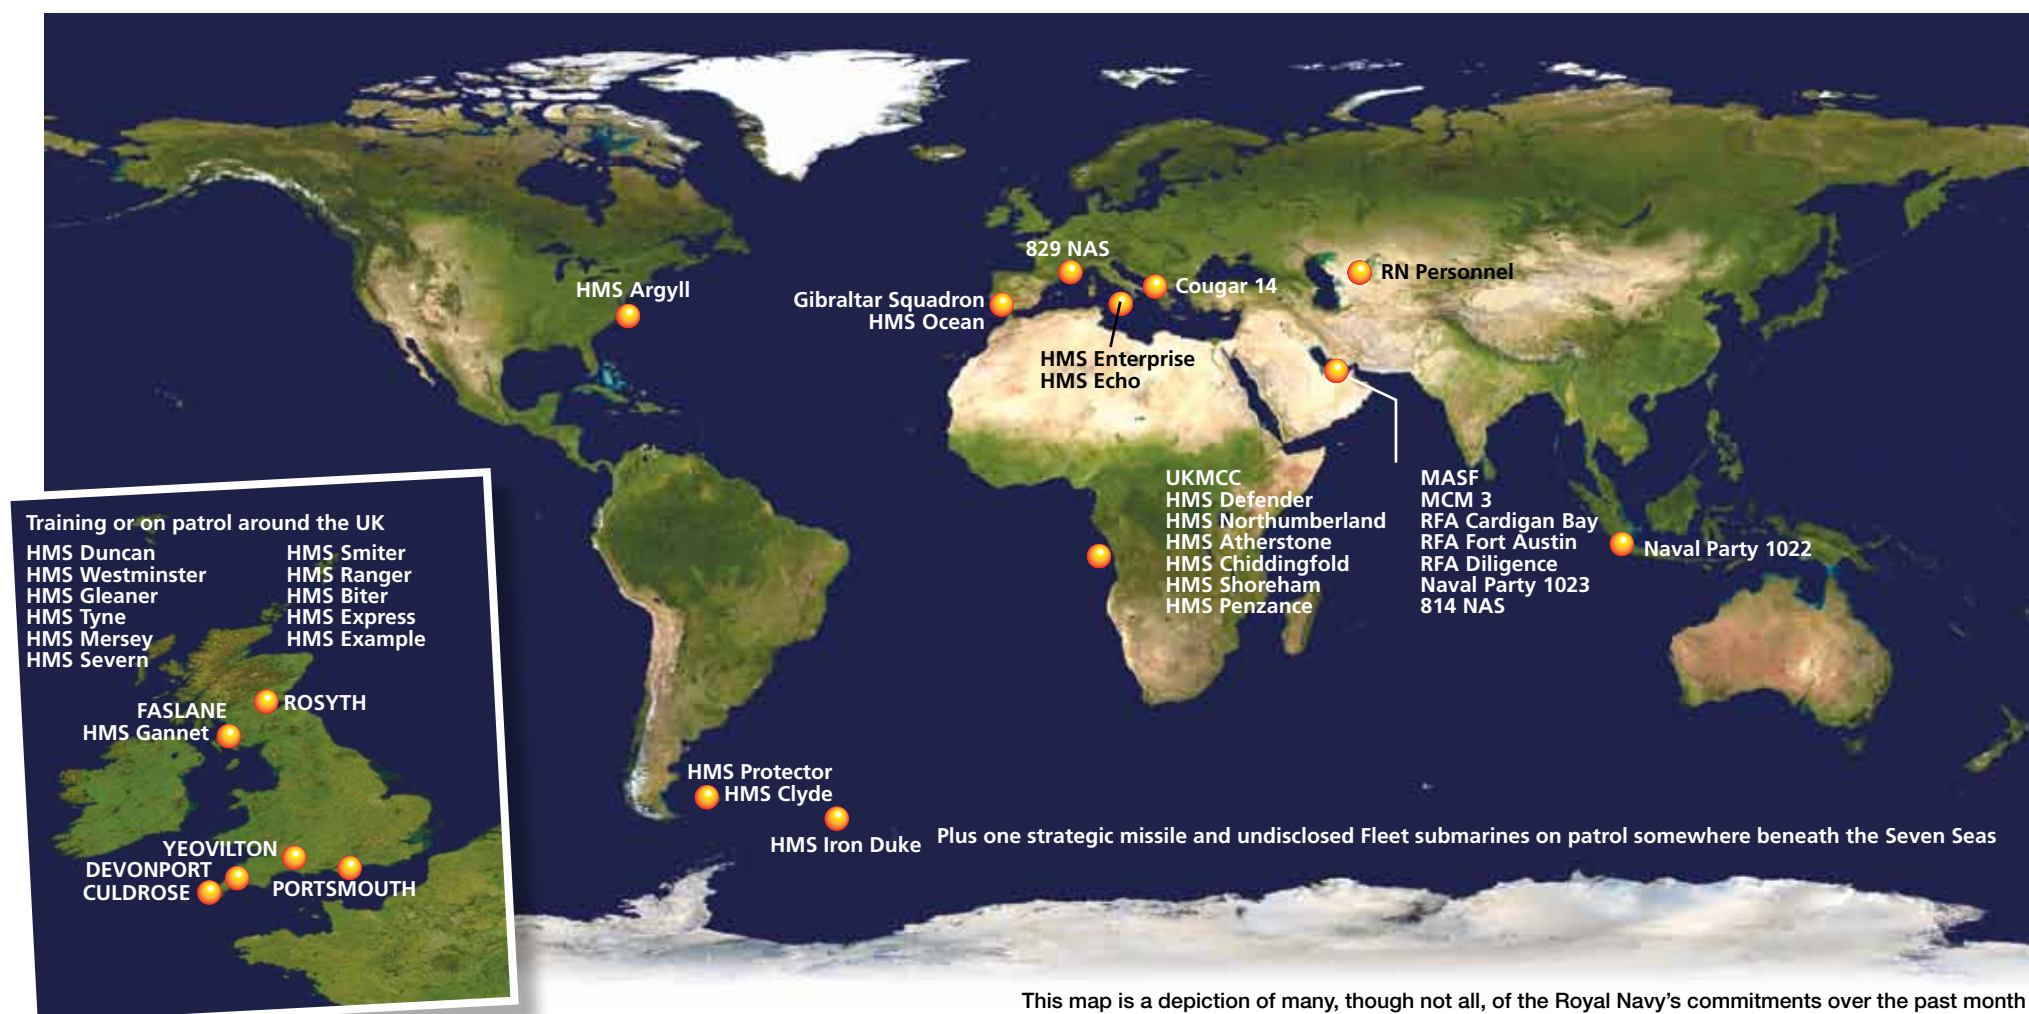 829 NAS
HMS Argyll
Gibraltar Squadron
HMS Ocean
Cougar 14
RN Personnel
HMS Enterprise
HMS Echo
UKMCC
HMS Defender
HMS Northumberland
HMS Atherstone
HMS Chiddingfold
HMS Shoreham
HMS Penzance
MASF
MCM 3
RFA Cardigan Bay
RFA Fort Austin
RFA Diligence
Naval Party 1023
814 NAS
Naval Party 1022
Training or on patrol around the UK
HMS Duncan
HMS Westminster
HMS Gleaner
HMS Tyne
HMS Mersey
HMS Severn
HMS Smiter
HMS Ranger
HMS Biter
HMS Express
HMS Example
ROSYTH
FASLANE
HMS Gannet
YEOVILTON
DEVONPORT
CULDROSE
PORTSMOUTH
HMS Protector
HMS Clyde
HMS Iron Duke
Plus one strategic missile and undisclosed Fleet submarines on patrol somewhere beneath the Seven Seas
This map is a depiction of many, though not all, of the Royal Navy's commitments over the past month